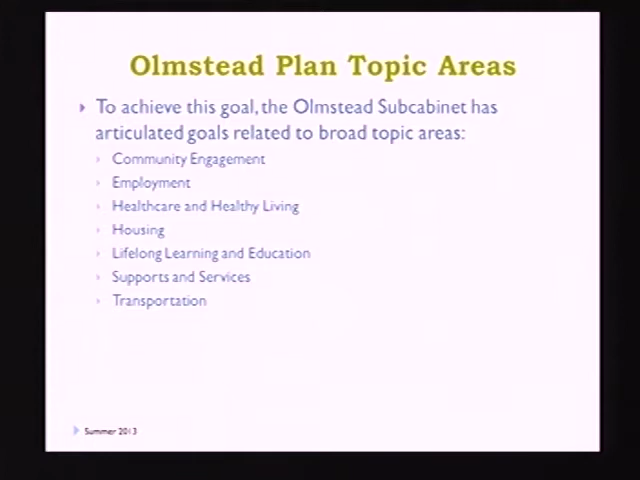 Olmstead Plan Topic Areas
To achieve this goal, the Olmstead Subcabinet has
articulated goals related to broad topic areas:
Community Engagement
Employment
Healthcare and Healthy Living
Housing
Lifelong Learning and Education
Supports and Services
Transportation
Summer 2013